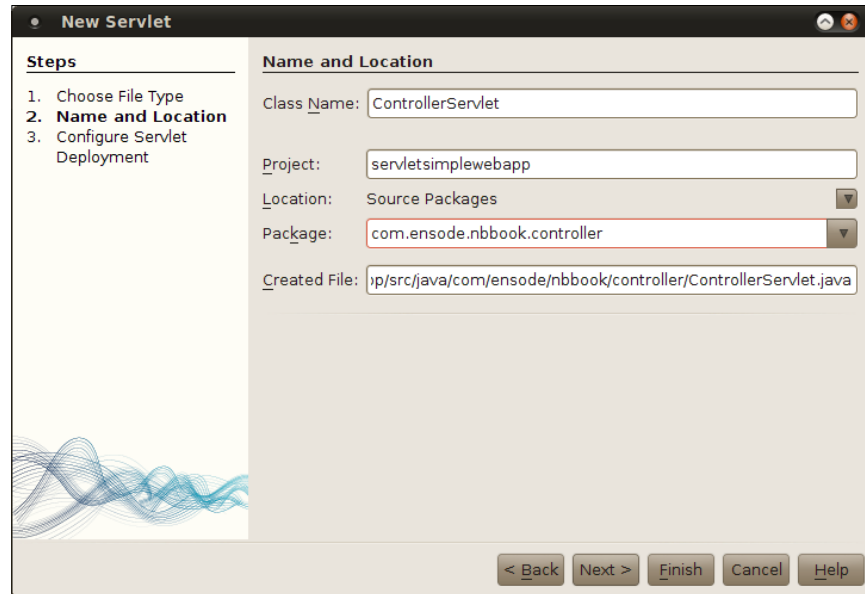 New Servlet
Steps
1. Choose File Type
2. Name and Location
3. Configure Servlet
Deployment
Name and Location
Class Name: ControllerServlet
Project: servletsimplewebapp
Location: Source Packages
Package: com.ensode.nbbook.controller
Created File: pp/src/java/com/ensode/nbbook/controller/ControllerServlet.java
< Back Next > Finish Cancel Help